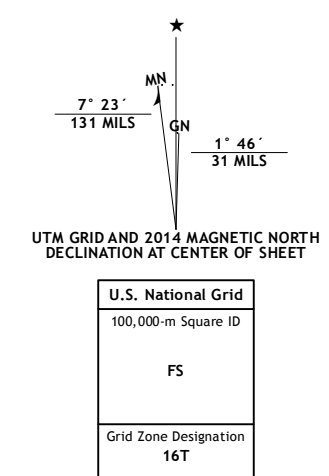 ★
MN
7° 23´
131 MILS
GN
1° 46´
31 MILS
UTM GRID AND 2014 MAGNETIC NORTH
DECLINATION AT CENTER OF SHEET
U.S. National Grid
100,000-m Square ID
FS
Grid Zone Designation
16T